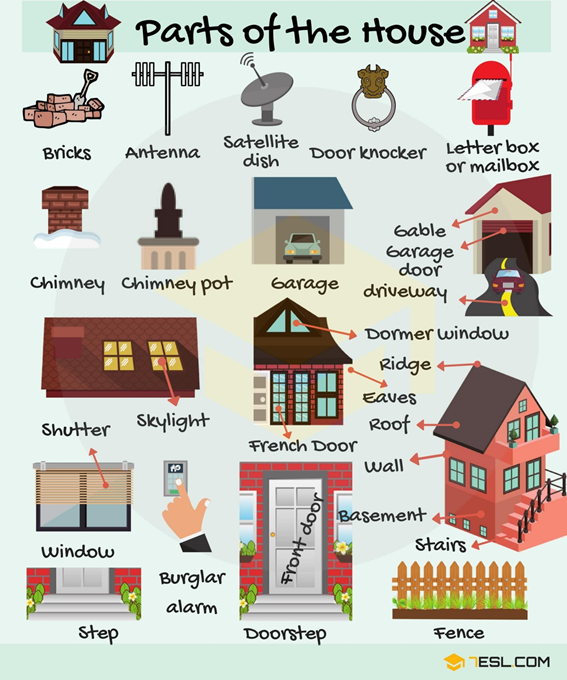 Parts of the House
Bricks
Antenna
Satellite
dish
Door knocker
Letter box
or mailbox
Chimney
Chimney pot
Garage
Gable
Garage
door
driveway
Dormer window
Ridge
Eaves
Roof
Skylight
Shutter
French Door
Wall
Window
Burglar
alarm
Front door
Basement
Stairs
Step
Doorstep
Fence
7ESL.COM